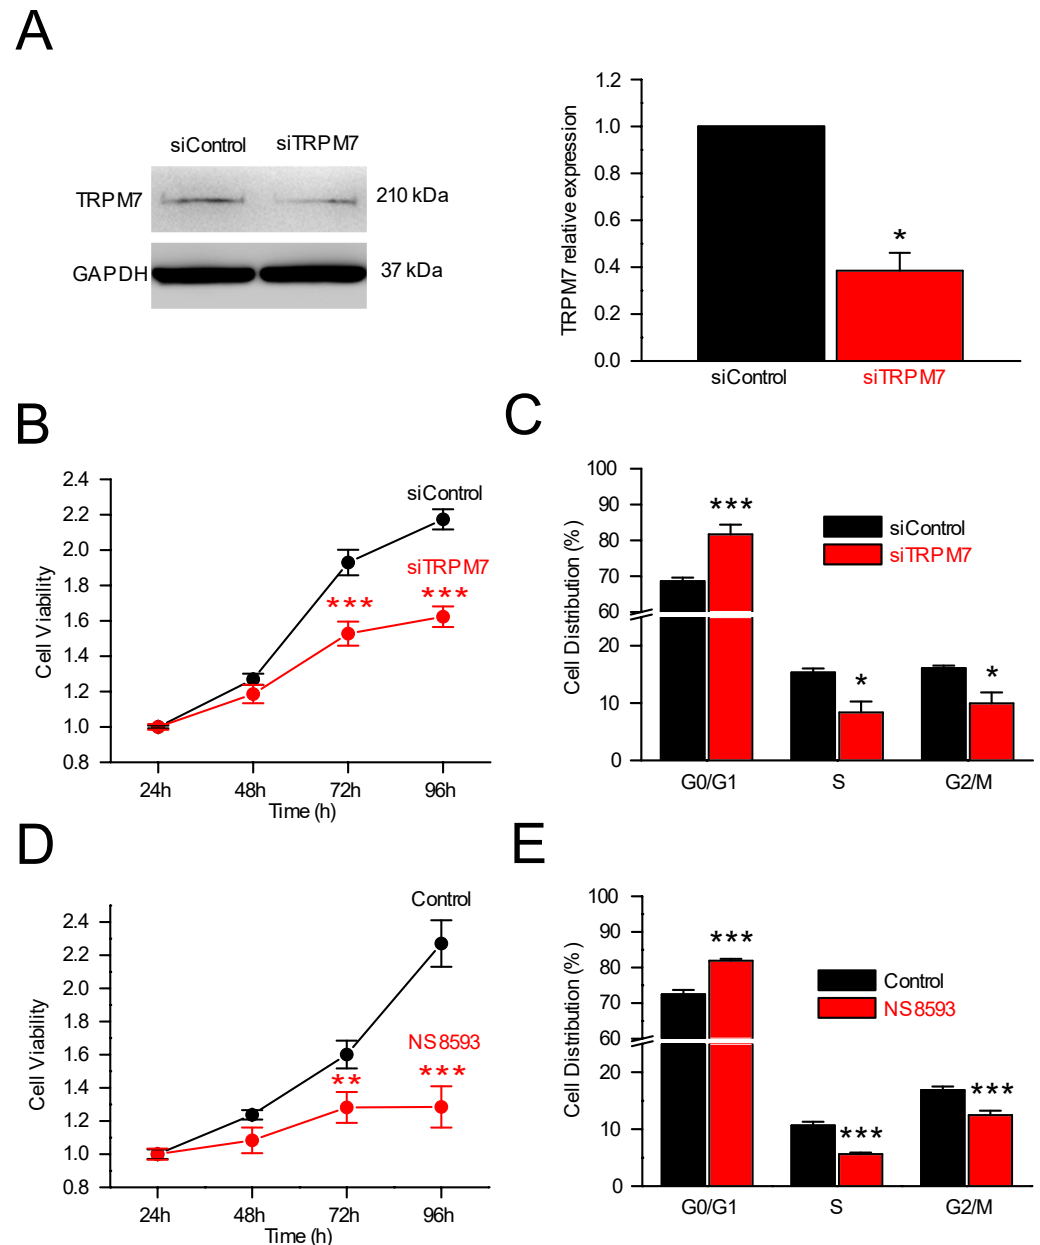 A
siControl siTRPM7
TRPM7 210 kDa
GAPDH 37 kDa
TRPM7 relative expression
1.2
1.0
0.8
0.6
0.4
0.2
0.0
*
siControl siTRPM7
B
Cell Viability
2.4
2.2
2.0
1.8
1.6
1.4
1.2
1.0
0.8
siControl
siTRPM7
*** ***
24h 48h 72h 96h
Time (h)
C
Cell Distribution (%)
100
90
80
70
60
20
10
0
***
*
*
siControl
siTRPM7
G0/G1 S G2/M
D
Cell Viability
2.4
2.2
2.0
1.8
1.6
1.4
1.2
1.0
0.8
Control
NS8593
** ***
24h 48h 72h 96h
Time (h)
E
Cell Distribution (%)
100
90
80
70
60
20
10
0
***
***
***
Control
NS8593
G0/G1 S G2/M